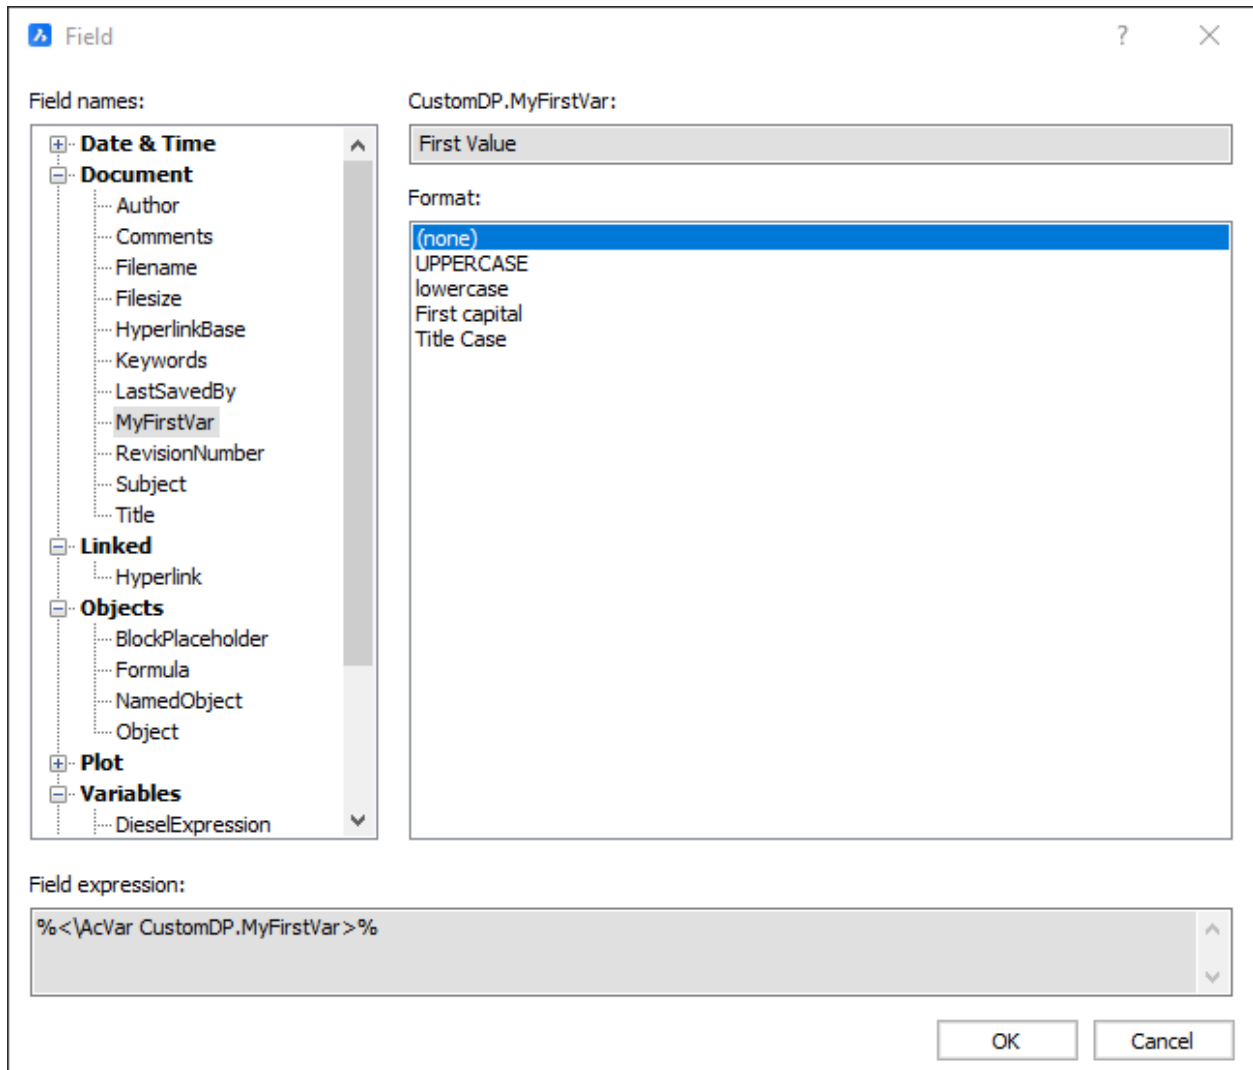 Field
?
Field names:
Date & Time
Document
Author
Comments
Filename
Filesize
HyperlinkBase
Keywords
LastSavedBy
MyFirstVar
RevisionNumber
Subject
Title
Linked
Hyperlink
Objects
BlockPlaceholder
Formula
NamedObject
Object
Plot
Variables
DieselExpression
CustomDP.MyFirstVar:
First Value
Format:
(none)
UPPERCASE
lowercase
First capital
Title Case
Field expression:
%<\AcVar CustomDP.MyFirstVar>%
OK
Cancel